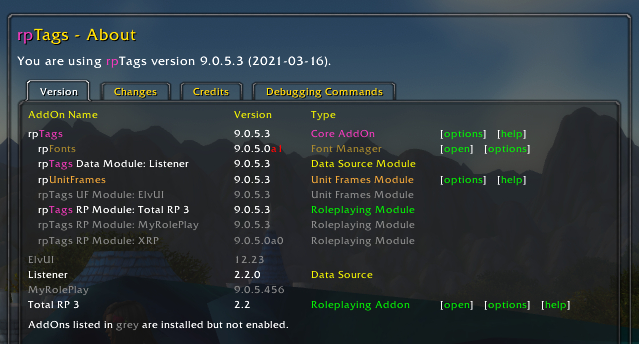 rpTags - About
You are using rpTags version 9.0.5.3 (2021-03-16).
Version Changes Credits Debugging Commands
AddOn Name Version Type
rpTags 9.0.5.3 Core AddOn [options] [help]
rpFonts 9.0.5.0a1 Font Manager [open] [options]
rpTags Data Module: Listener 9.0.5.3 Data Source Module
rpUnitFrames 9.0.5.3 Unit Frames Module [options] [help]
rpTags UF Module: ElvUI 9.0.5.3 Unit Frames Module
rpTags RP Module: Total RP 3 9.0.5.3 Roleplaying Module
rpTags RP Module: MyRolePlay 9.0.5.3 Roleplaying Module
rpTags RP Module: XRP 9.0.5.0a0 Roleplaying Module
ElvUI 12.23
Listener 2.2.0 Data Source
MyRolePlay 9.0.5.456
Total RP 3 2.2 Roleplaying Addon [open] [options] [help]
AddOns listed in grey are installed but not enabled.